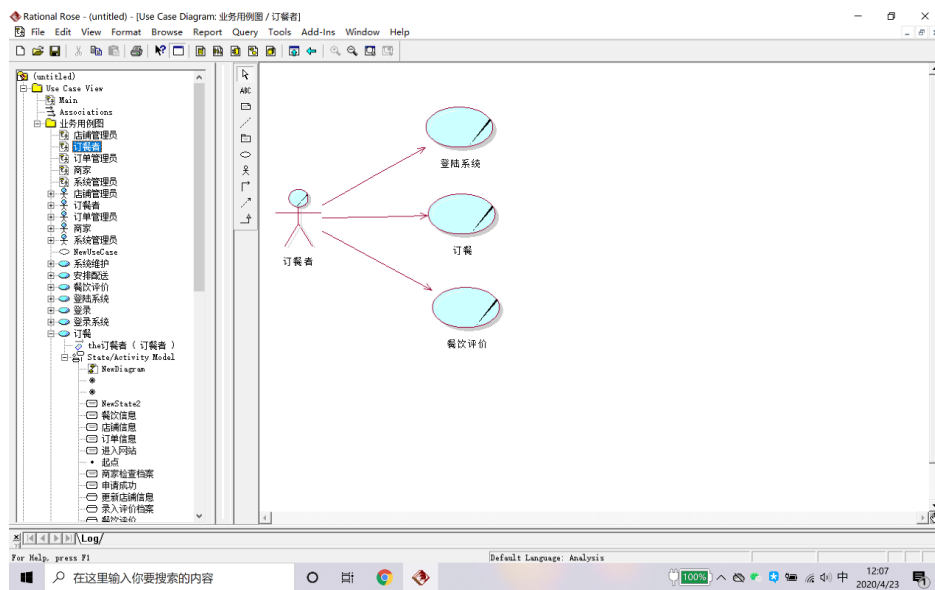 Rational Rose - (untitled) - [Use Case Diagram: 业务用例图 / 订餐者]
File Edit View Format Browse Report Query Tools Add-Ins Window Help
(untitled)
Use Case View
Main
Associations
业务用例图
店铺管理员
订餐者
订单管理员
商家
系统管理员
店铺管理员
订餐者
订单管理员
商家
系统管理员
NewUseCase
系统维护
安排配送
餐饮评价
登陆系统
登录
登录系统
订餐
the订餐者 ( 订餐者 )
State/Activity Model
NewDiagram
NewState2
餐饮信息
店铺信息
订单信息
进入网站
起点
商家检查档案
申请成功
更新店铺信息
录入评价档案
餐饮评价
ABC
登陆系统
订餐者
订餐
餐饮评价
Log
For Help, press F1
Default Language: Analysis
在这里输入你要搜索的内容
100%
中
12:07
2020/4/23
1